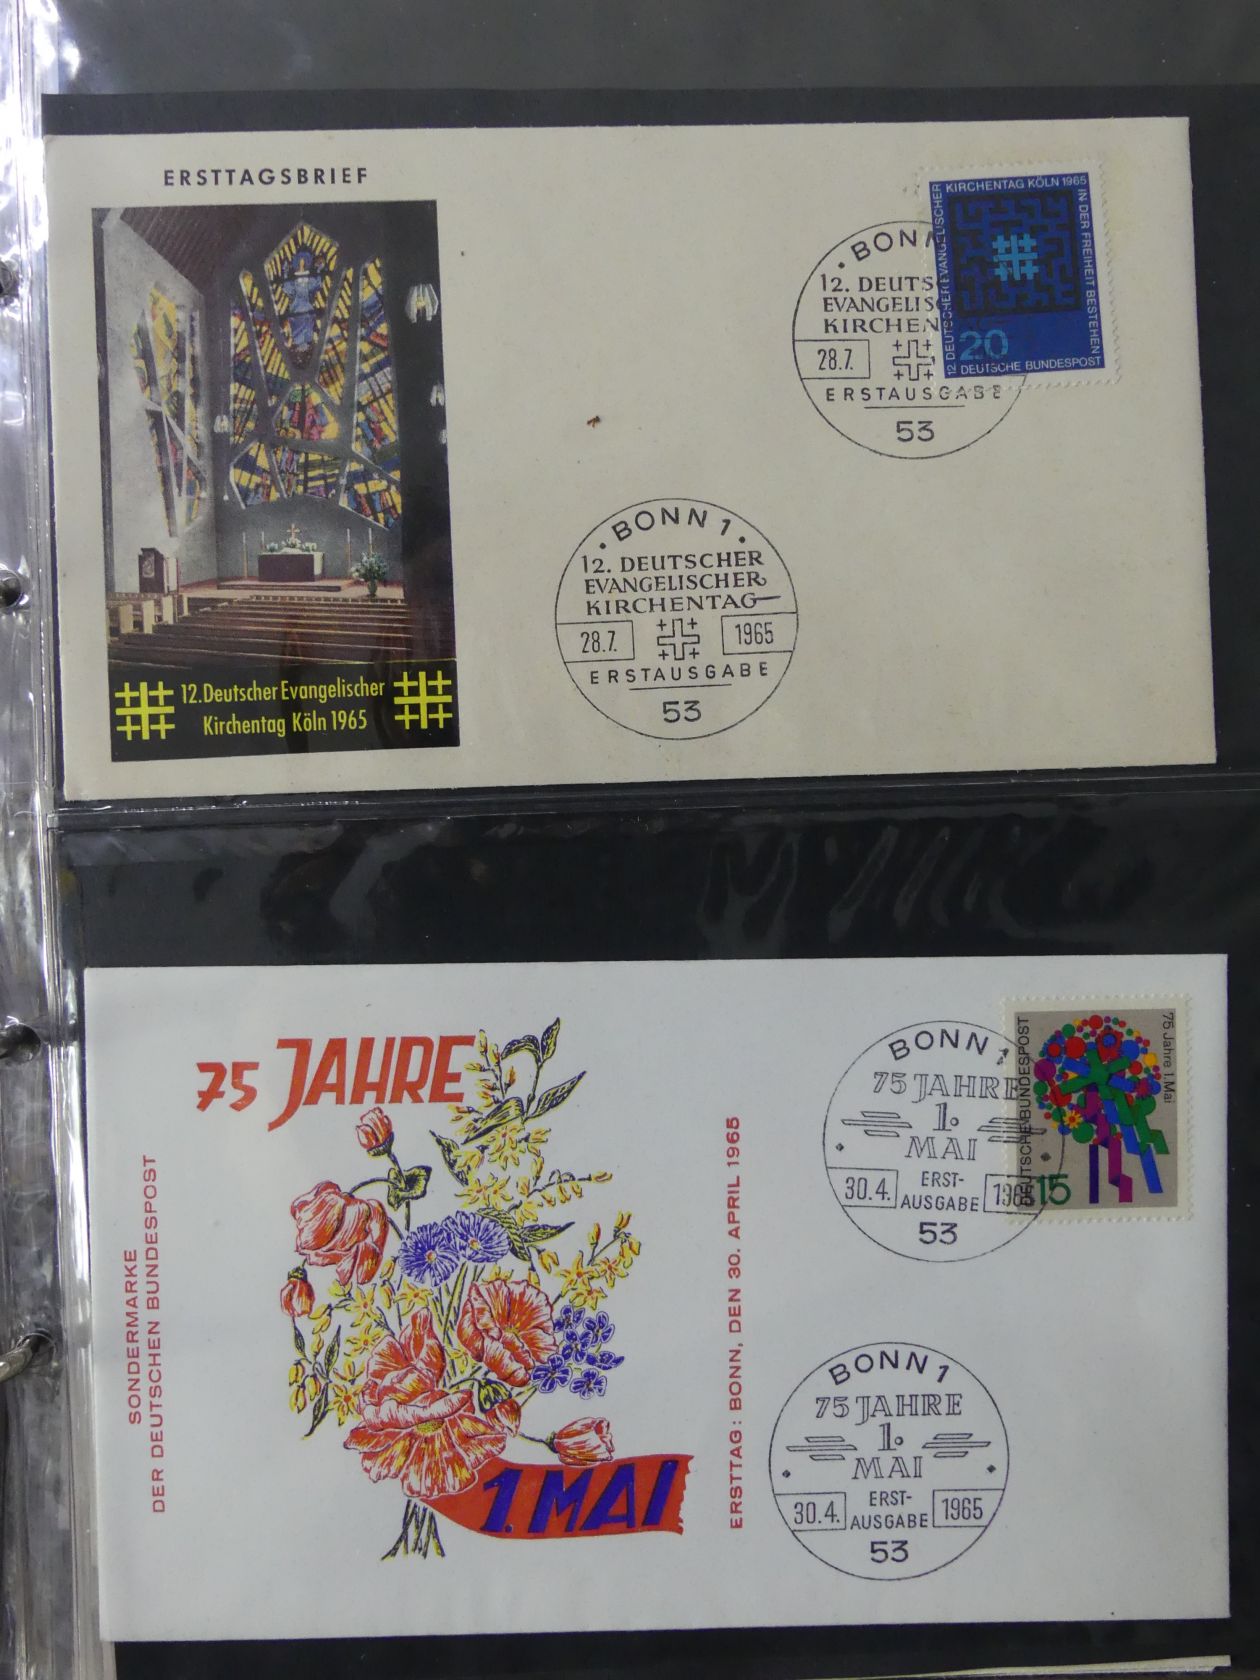 ERSTTAGSBRIEF
12. Deutscher Evangelischer
Kirchentag Köln 1965
BONN
12. DEUTS
EVANGELIS
KIRCHEN
28.7.
ERSTAUSGABE
53
12 DEUTSCHER EVANGELISCHER
KIRCHENTAG KÖLN 1965
IN DER FREIHEIT BESTEHEN
20
DEUTSCHE BUNDESPOST
BONN 1
12. DEUTSCHER
EVANGELISCHER
KIRCHENTAG
28.7.
1965
ERSTAUSGABE
53
75 JAHRE
1. MAI
SONDERMARKE
DER DEUTSCHEN BUNDESPOST
ERSTTAG: BONN, DEN 30. APRIL 1965
BONN 1
75 JAHRE
1.
MAI
30.4.
ERST-
AUSGABE
1965
53
DEUTSCHE BUNDESPOST
75 Jahre 1. Mai
15
BONN 1
75 JAHRE
1.
MAI
30.4.
ERST-
AUSGABE
1965
53